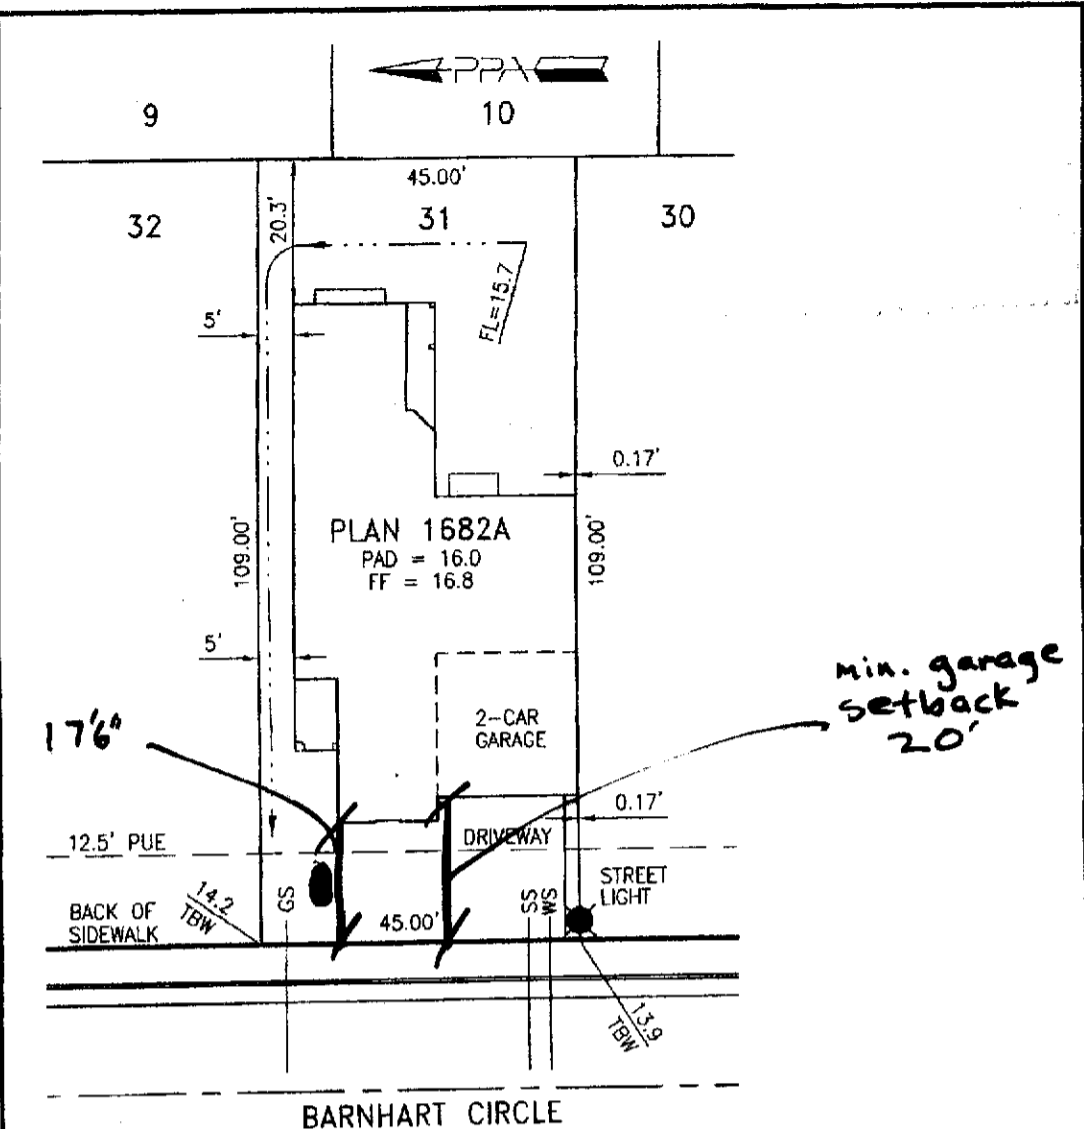 PPA
9
10
45.00'
32
31
30
20.3'
FL=15.7
5'
0.17'
PLAN 1682A
PAD = 16.0
FF = 16.8
109.00'
109.00'
5'
min. garage
setback
20'
17'6"
2-CAR
GARAGE
0.17'
12.5' PUE
DRIVEWAY
STREET
LIGHT
14.2
TBW
GS
SS
WS
BACK OF
SIDEWALK
45.00'
13.9
TBW
BARNHART CIRCLE